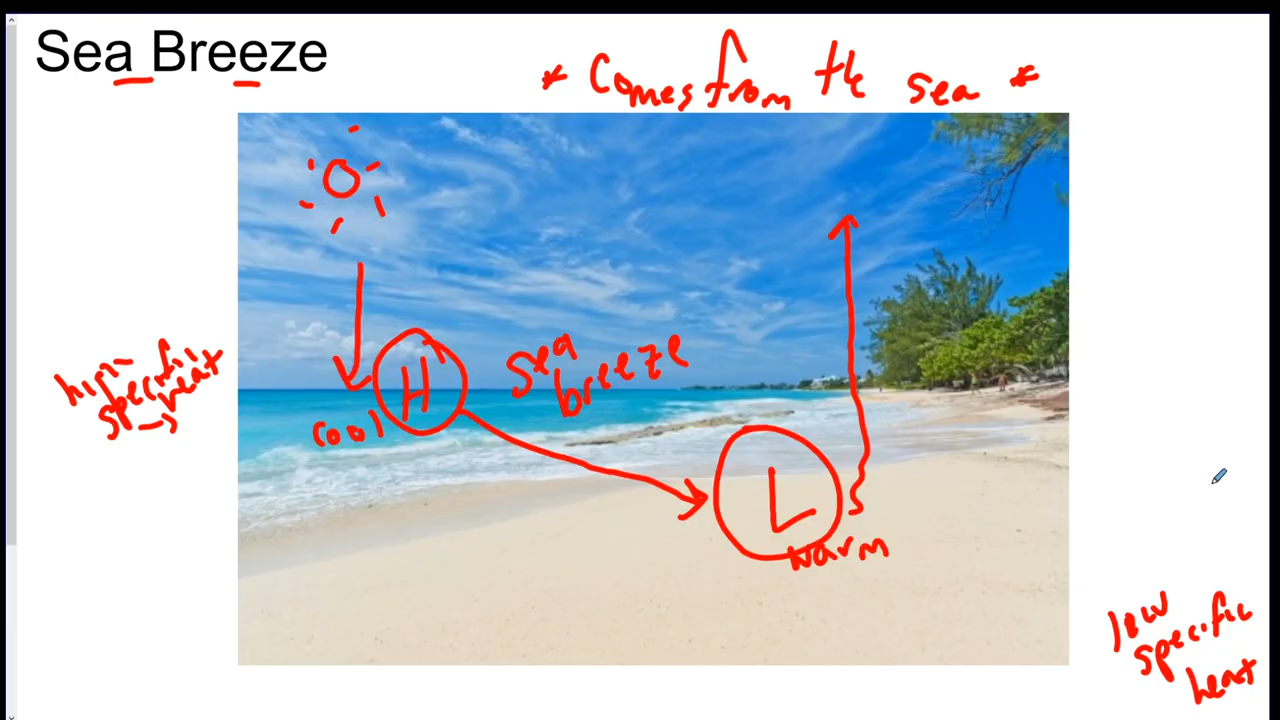 Sea Breeze
* Comes from the sea *
high
specific
→ heat
H
cool
sea
breeze
L
warm
low
specific
heat